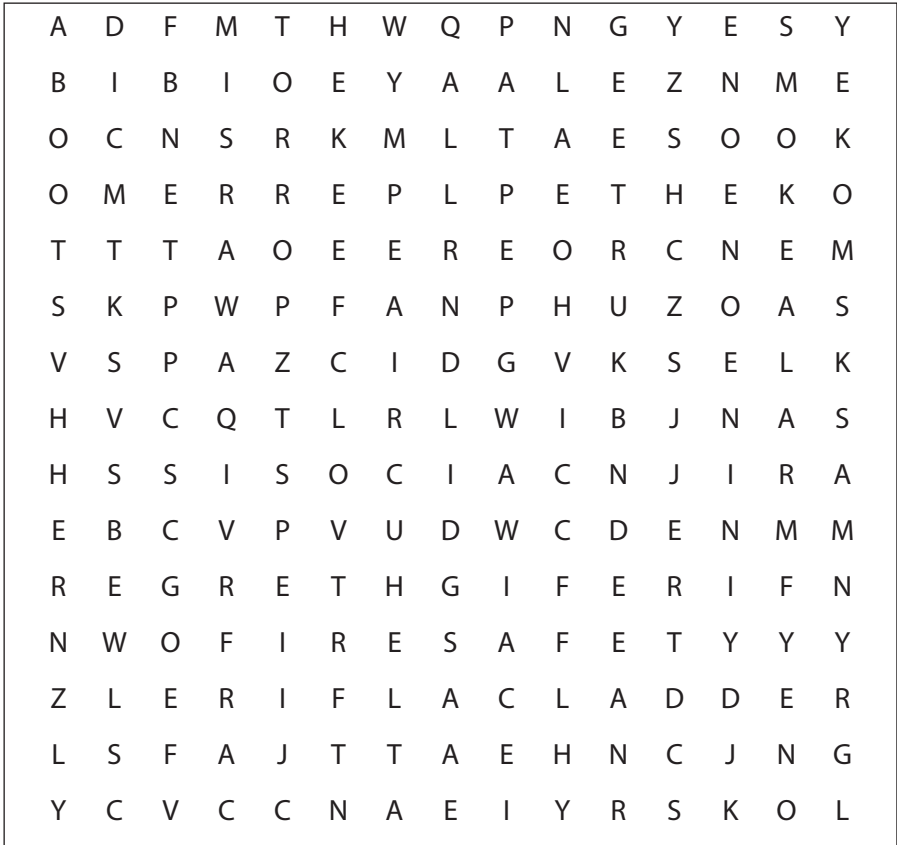 A D F M T H W Q P N G Y E S Y
B I B I O E Y A A L E Z N M E
O C N S R K M L T A E S O O K
O M E R R E P L P E T H E K O
T T T A O E E R E O R C N E M
S K P W P F A N P H U Z O A S
V S P A Z C I D G V K S E L K
H V C Q T L R L W I B J N A S
H S S I S O C I A C N J I R A
E B C V P V U D W C D E N M M
R E G R E T H G I F E R I F N
N W O F I R E S A F E T Y Y Y
Z L E R I F L A C L A D D E R
L S F A J T T A E H N C J N G
Y C V C C N A E I Y R S K O L